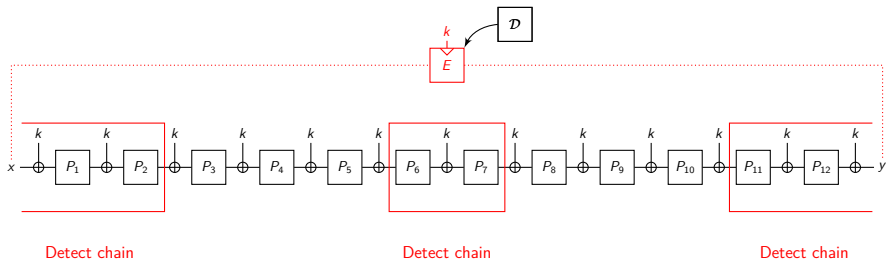 𝒟
k
E
k k k k k k k k k k k k k
x P₁ P₂ P₃ P₄ P₅ P₆ P₇ P₈ P₉ P₁₀ P₁₁ P₁₂ y
Detect chain Detect chain Detect chain